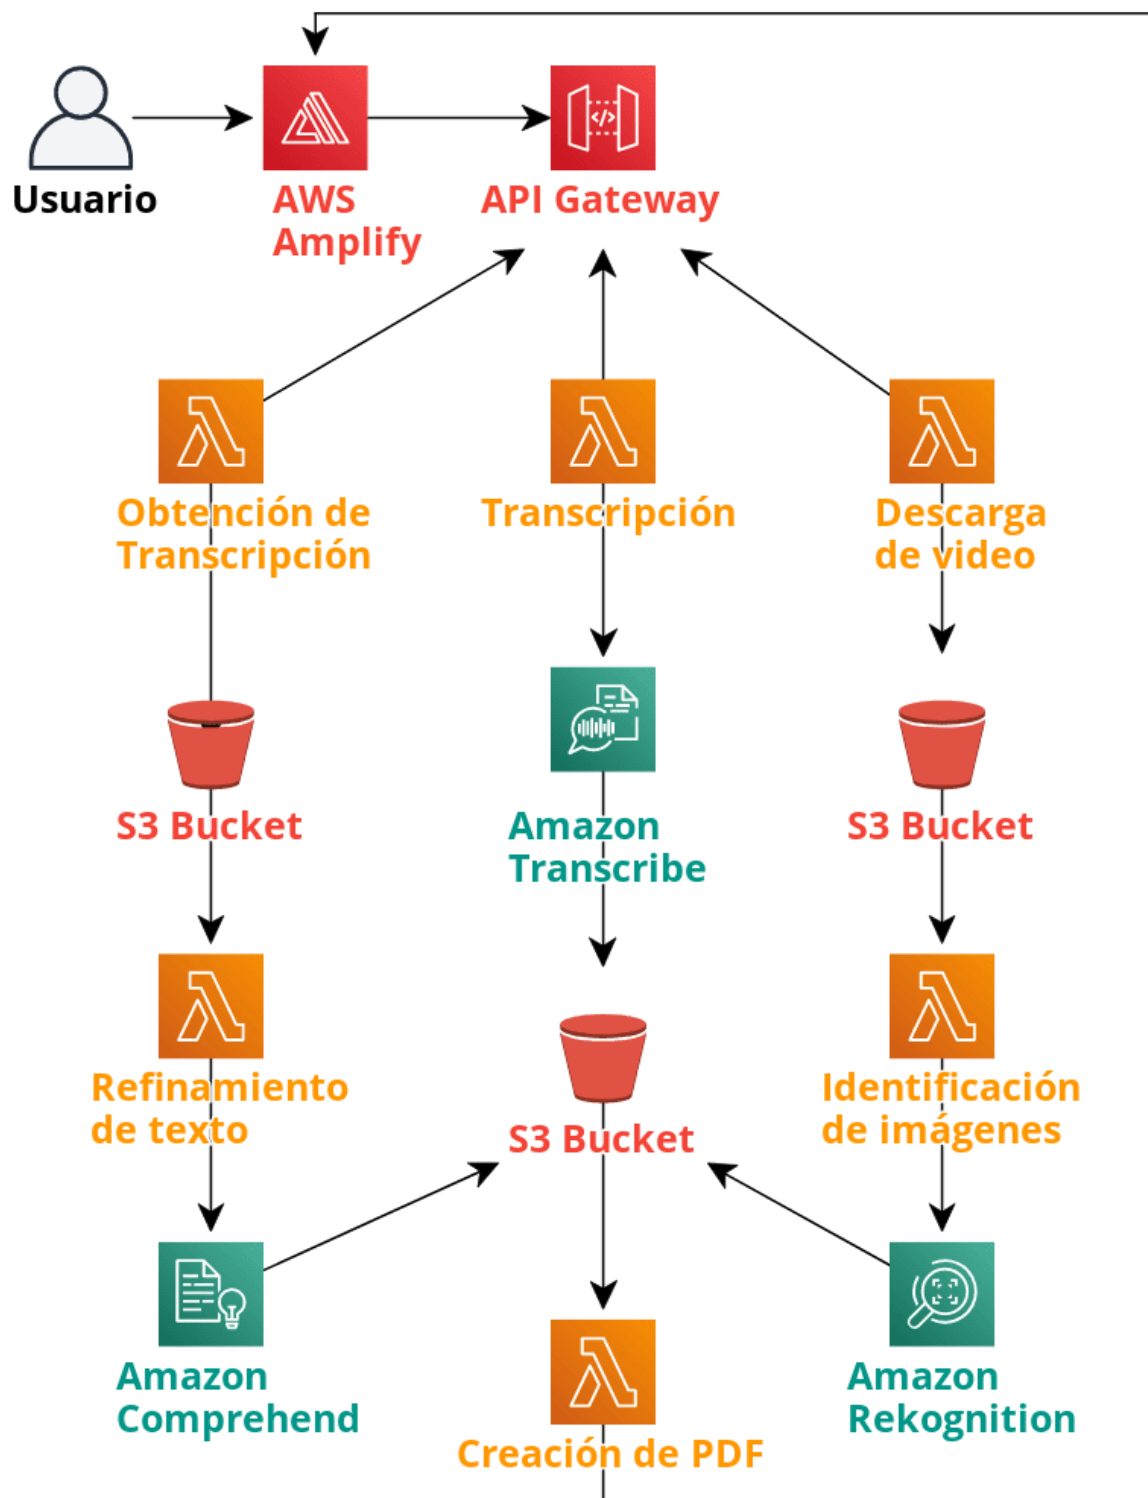 Usuario
AWS
Amplify
API Gateway
</>
Obtención de
Transcripción
Transcripción
Descarga
de video
S3 Bucket
Amazon
Transcribe
S3 Bucket
Refinamiento
de texto
S3 Bucket
Identificación
de imágenes
Amazon
Comprehend
Creación de PDF
Amazon
Rekognition